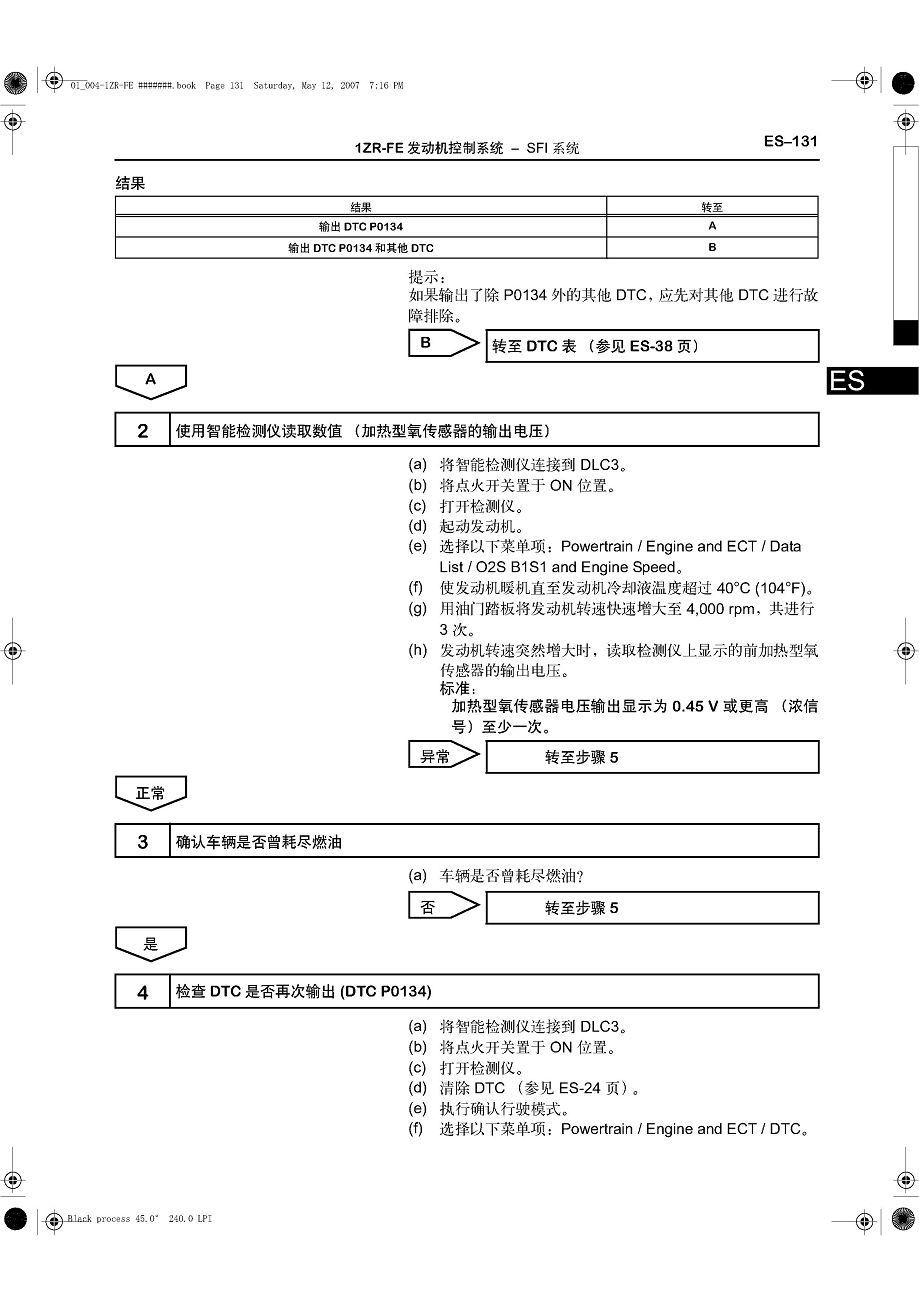 01_004-1ZR-FE #######.book Page 131 Saturday, May 12, 2007 7:16 PM
1ZR-FE 发动机控制系统 – SFI 系统
ES–131
结果
结果 转至
输出 DTC P0134 A
输出 DTC P0134 和其他 DTC B
提示：
如果输出了除 P0134 外的其他 DTC，应先对其他 DTC 进行故
障排除。
B 转至 DTC 表 （参见 ES-38 页）
ES
A
2 使用智能检测仪读取数值 （加热型氧传感器的输出电压）
(a) 将智能检测仪连接到 DLC3。
(b) 将点火开关置于 ON 位置。
(c) 打开检测仪。
(d) 起动发动机。
(e) 选择以下菜单项：Powertrain / Engine and ECT / Data
List / O2S B1S1 and Engine Speed。
(f) 使发动机暖机直至发动机冷却液温度超过 40°C (104°F)。
(g) 用油门踏板将发动机转速快速增大至 4,000 rpm，共进行
3 次。
(h) 发动机转速突然增大时，读取检测仪上显示的前加热型氧
传感器的输出电压。
标准：
加热型氧传感器电压输出显示为 0.45 V 或更高 （浓信
号）至少一次。
异常 转至步骤 5
正常
3 确认车辆是否曾耗尽燃油
(a) 车辆是否曾耗尽燃油？
否 转至步骤 5
是
4 检查 DTC 是否再次输出 (DTC P0134)
(a) 将智能检测仪连接到 DLC3。
(b) 将点火开关置于 ON 位置。
(c) 打开检测仪。
(d) 清除 DTC （参见 ES-24 页）。
(e) 执行确认行驶模式。
(f) 选择以下菜单项：Powertrain / Engine and ECT / DTC。
Black process 45.0° 240.0 LPI